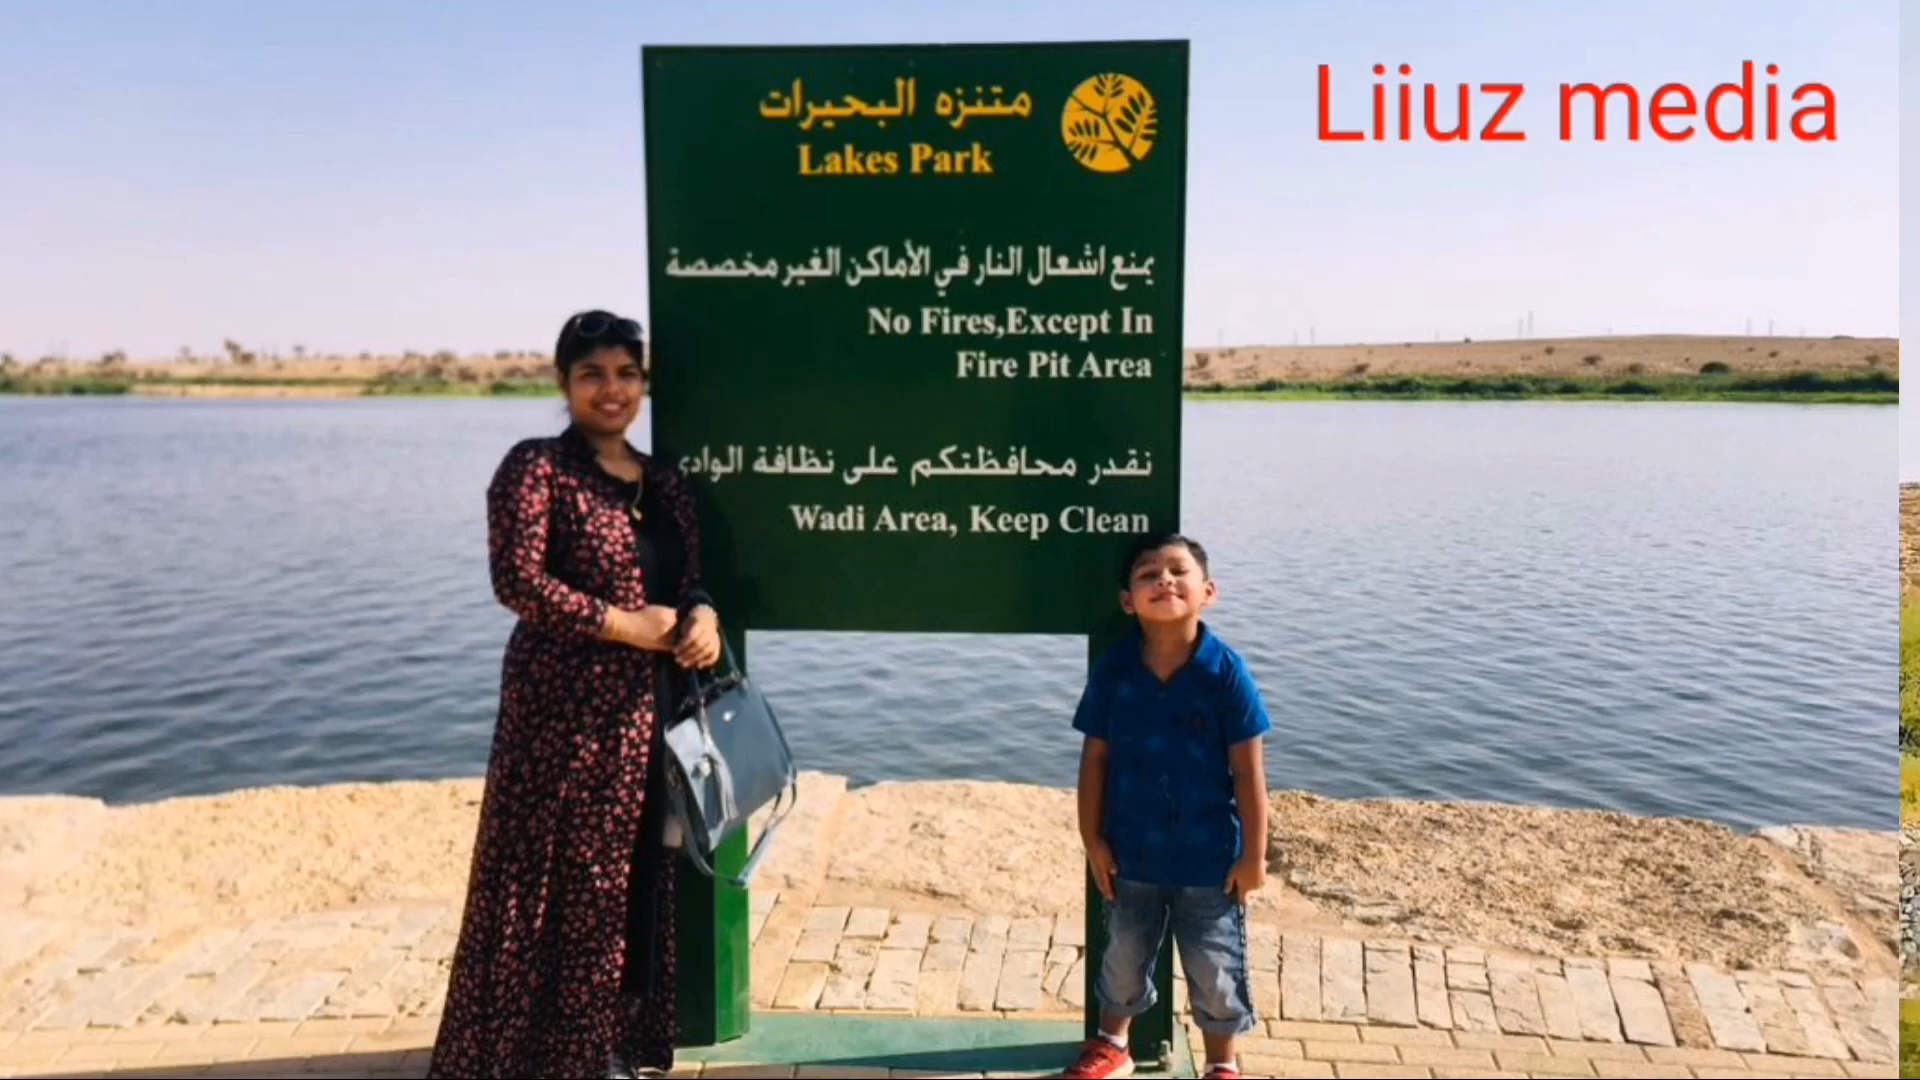 Liiuz media
متنزه البحيرات
Lakes Park
يمنع اشعال النار في الأماكن الغير مخصصة
No Fires,Except In
Fire Pit Area
نقدر محافظتكم على نظافة الوادي
Wadi Area, Keep Clean